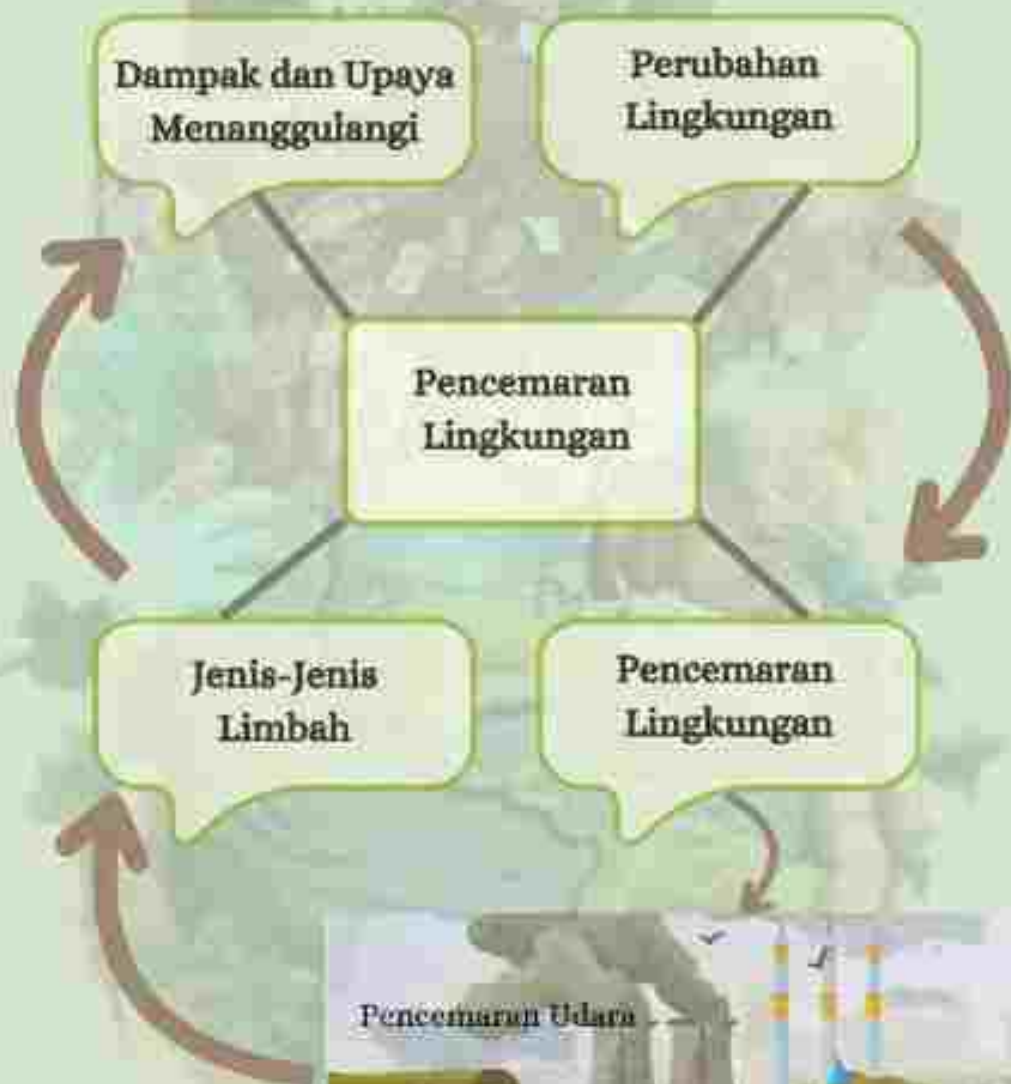 Dampak dan Upaya
Menanggulangi
Perubahan
Lingkungan
Pencemaran
Lingkungan
Jenis-Jenis
Limbah
Pencemaran
Lingkungan
Pencemaran Udara